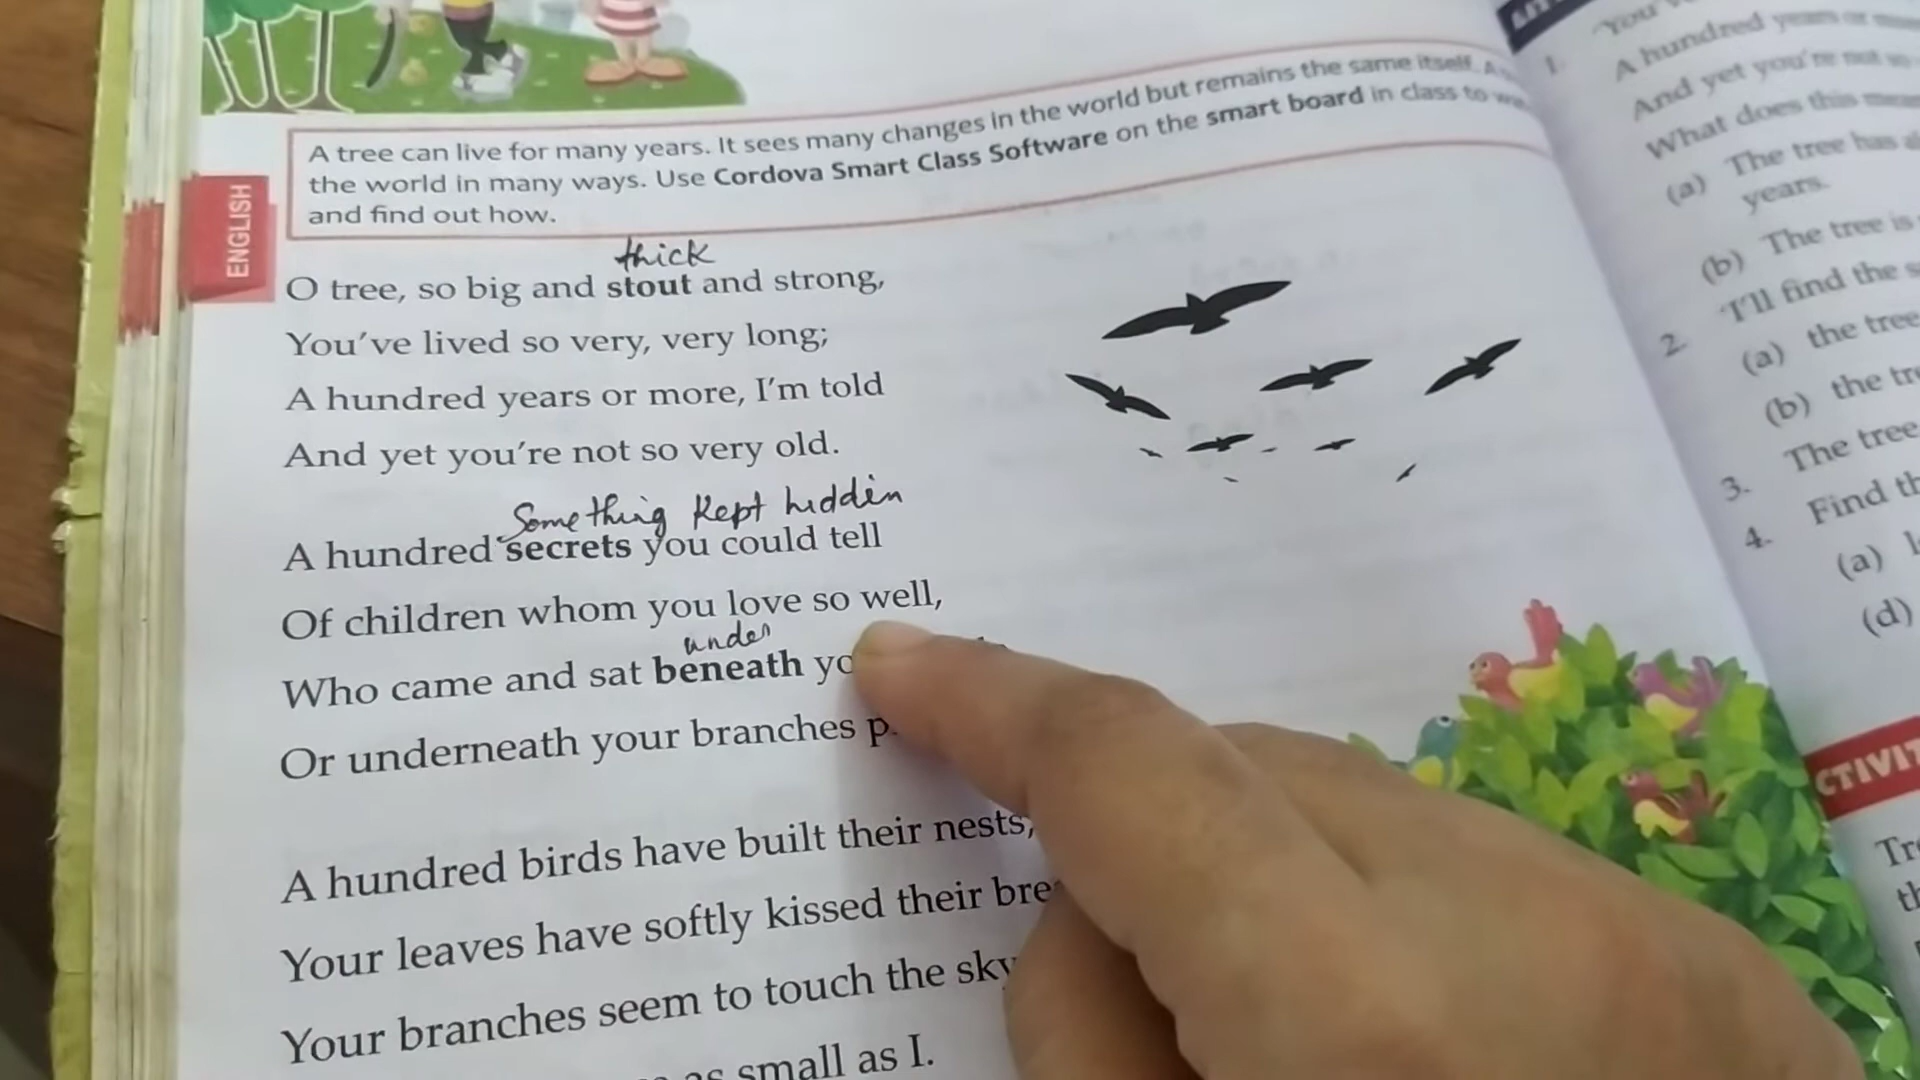 A tree can live for many years. It sees many changes in the world but remains the same itself.
the world in many ways. Use Cordova Smart Class Software on the smart board in class to
and find out how.
ENGLISH
thick
O tree, so big and stout and strong,
You've lived so very, very long;
A hundred years or more, I'm told
And yet you're not so very old.
Something kept hidden
A hundred secrets you could tell
Of children whom you love so well,
under
Who came and sat beneath
Or underneath your branches
A hundred birds have built their nests,
Your leaves have softly kissed their
Your branches seem to touch the sky
as small as I.
1. 'You
A hundred years or
And yet you're not so
What does this mean
(a) The tree has
years.
(b) The tree is
2. 'I'll find the
(a) the tree
(b) the
3. The tree
4. Find
(a)
(d)